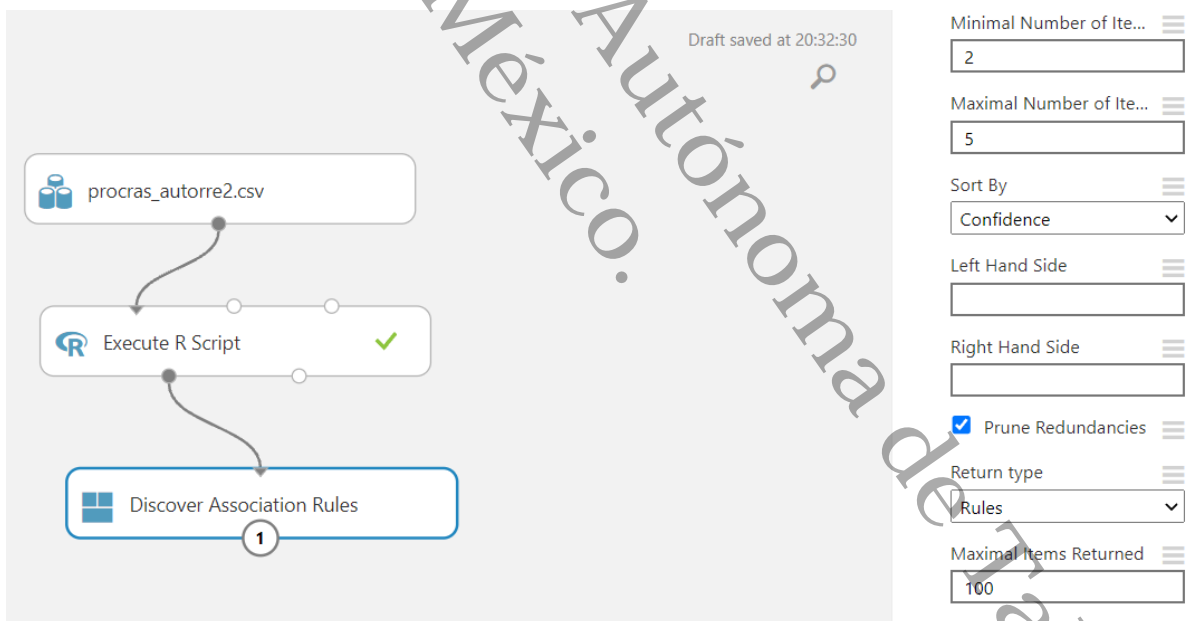 Draft saved at 20:32:30
procras_autorre2.csv
Execute R Script
Discover Association Rules
1
Minimal Number of Ite...
2
Maximal Number of Ite...
5
Sort By
Confidence
Left Hand Side
Right Hand Side
Prune Redundancies
Return type
Rules
Maximal Items Returned
100
México.
Autónoma de